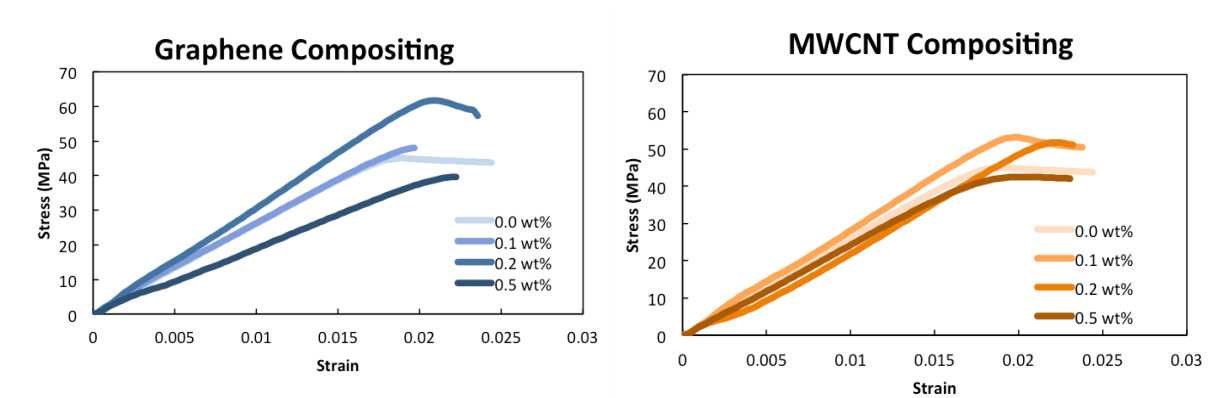 Graphene Compositing
70
60
50
40
30
20
10
0
Stress (MPa)
0.0 wt%
0.1 wt%
0.2 wt%
0.5 wt%
0 0.005 0.01 0.015 0.02 0.025 0.03
Strain
MWCNT Compositing
70
60
50
40
30
20
10
0
Stress (MPa)
0.0 wt%
0.1 wt%
0.2 wt%
0.5 wt%
0 0.005 0.01 0.015 0.02 0.025 0.03
Strain